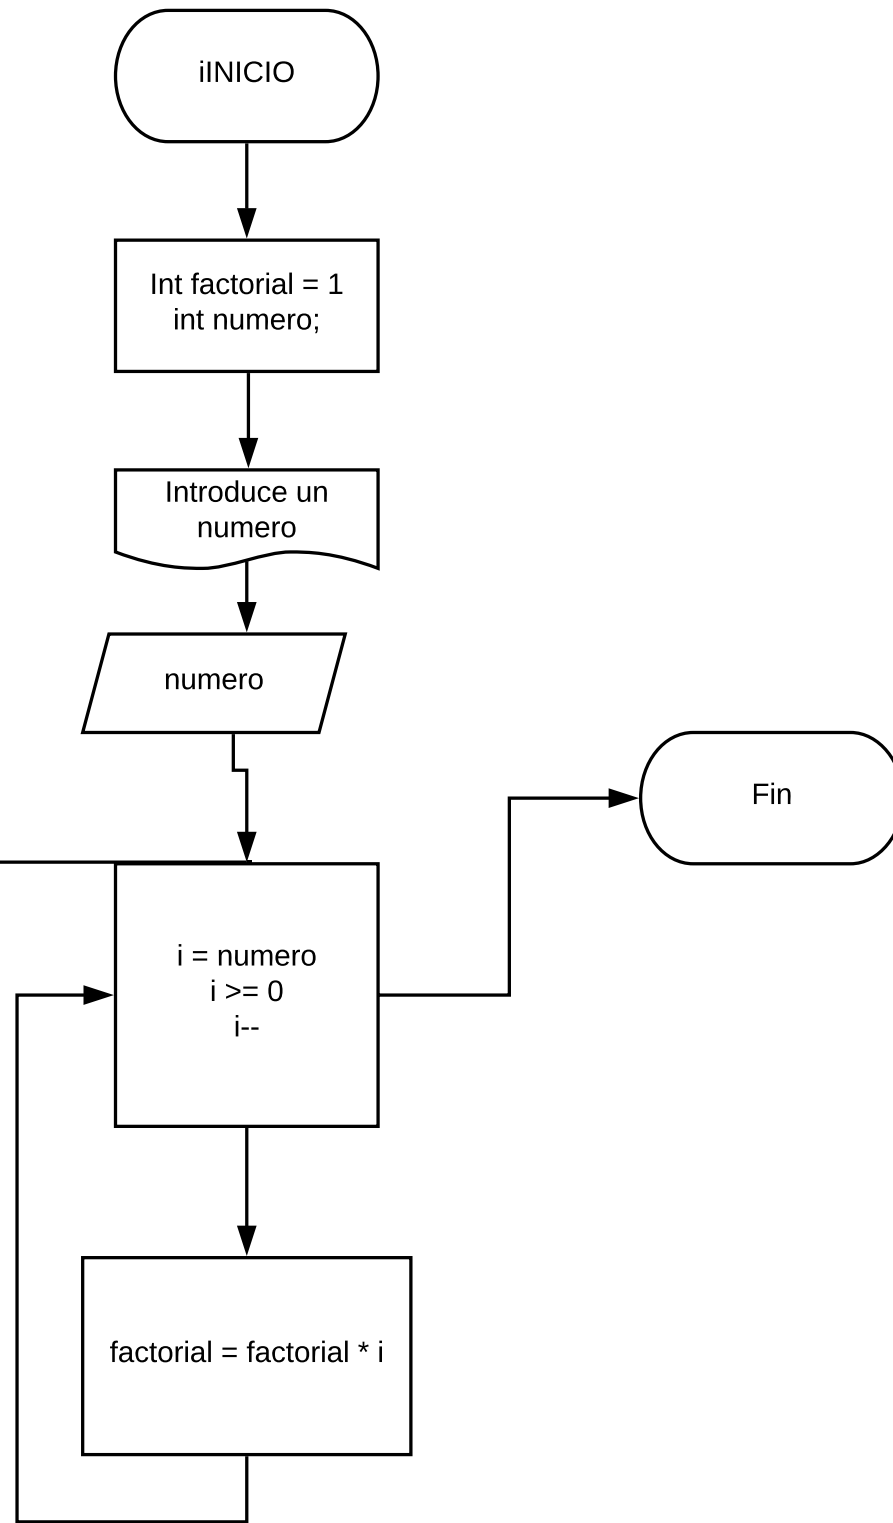 iINICIO
Int factorial = 1
int numero;
Introduce un
numero
numero
Fin
i = numero
i >= 0
i--
factorial = factorial * i